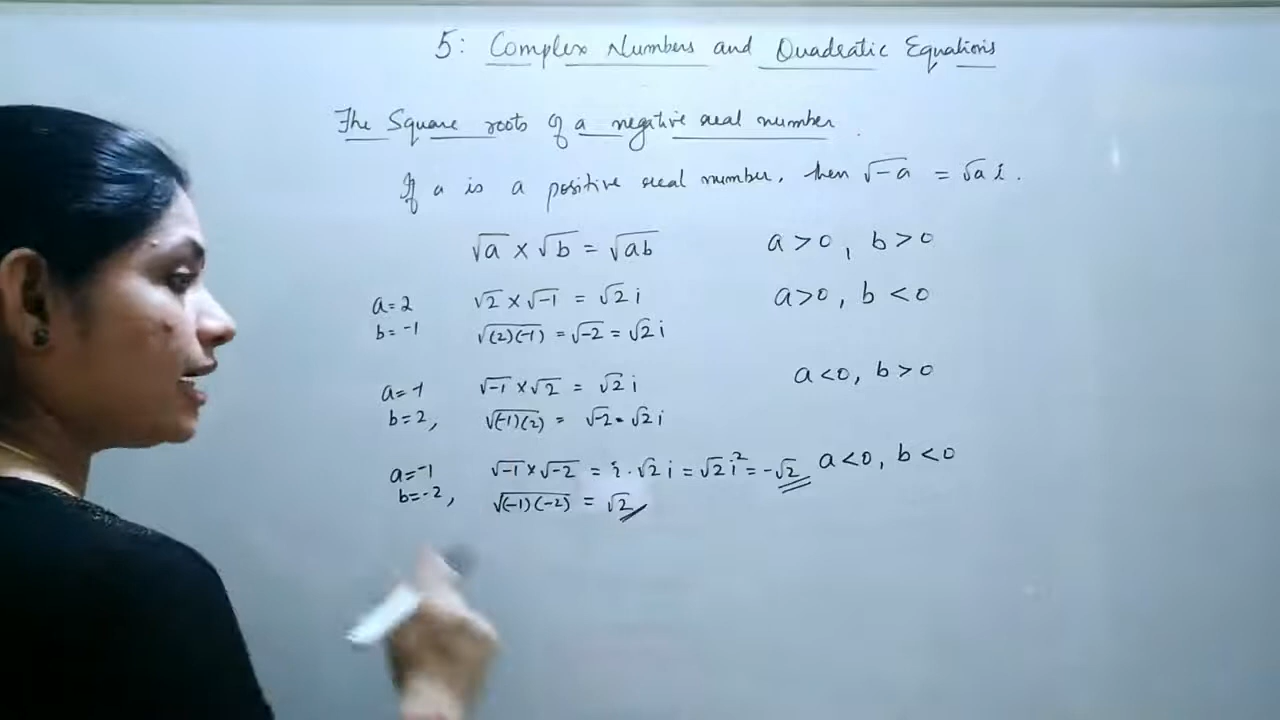 5: Complex Numbers and Quadratic Equations
The Square roots of a negative real number.
If a is a positive real number, then √-a = √a i.
√a × √b = √ab a > 0, b > 0
a=2 √2 × √-1 = √2 i a>0, b < 0
b=-1 √(2)(-1) = √-2 = √2 i
a=-1 √-1 × √2 = √2 i a<0, b > 0
b=2, √(-1)(2) = √-2 = √2 i
a=-1 √-1 × √-2 = i · √2 i = √2 i² = -√2 a<0, b<0
b=-2, √(-1)(-2) = √2